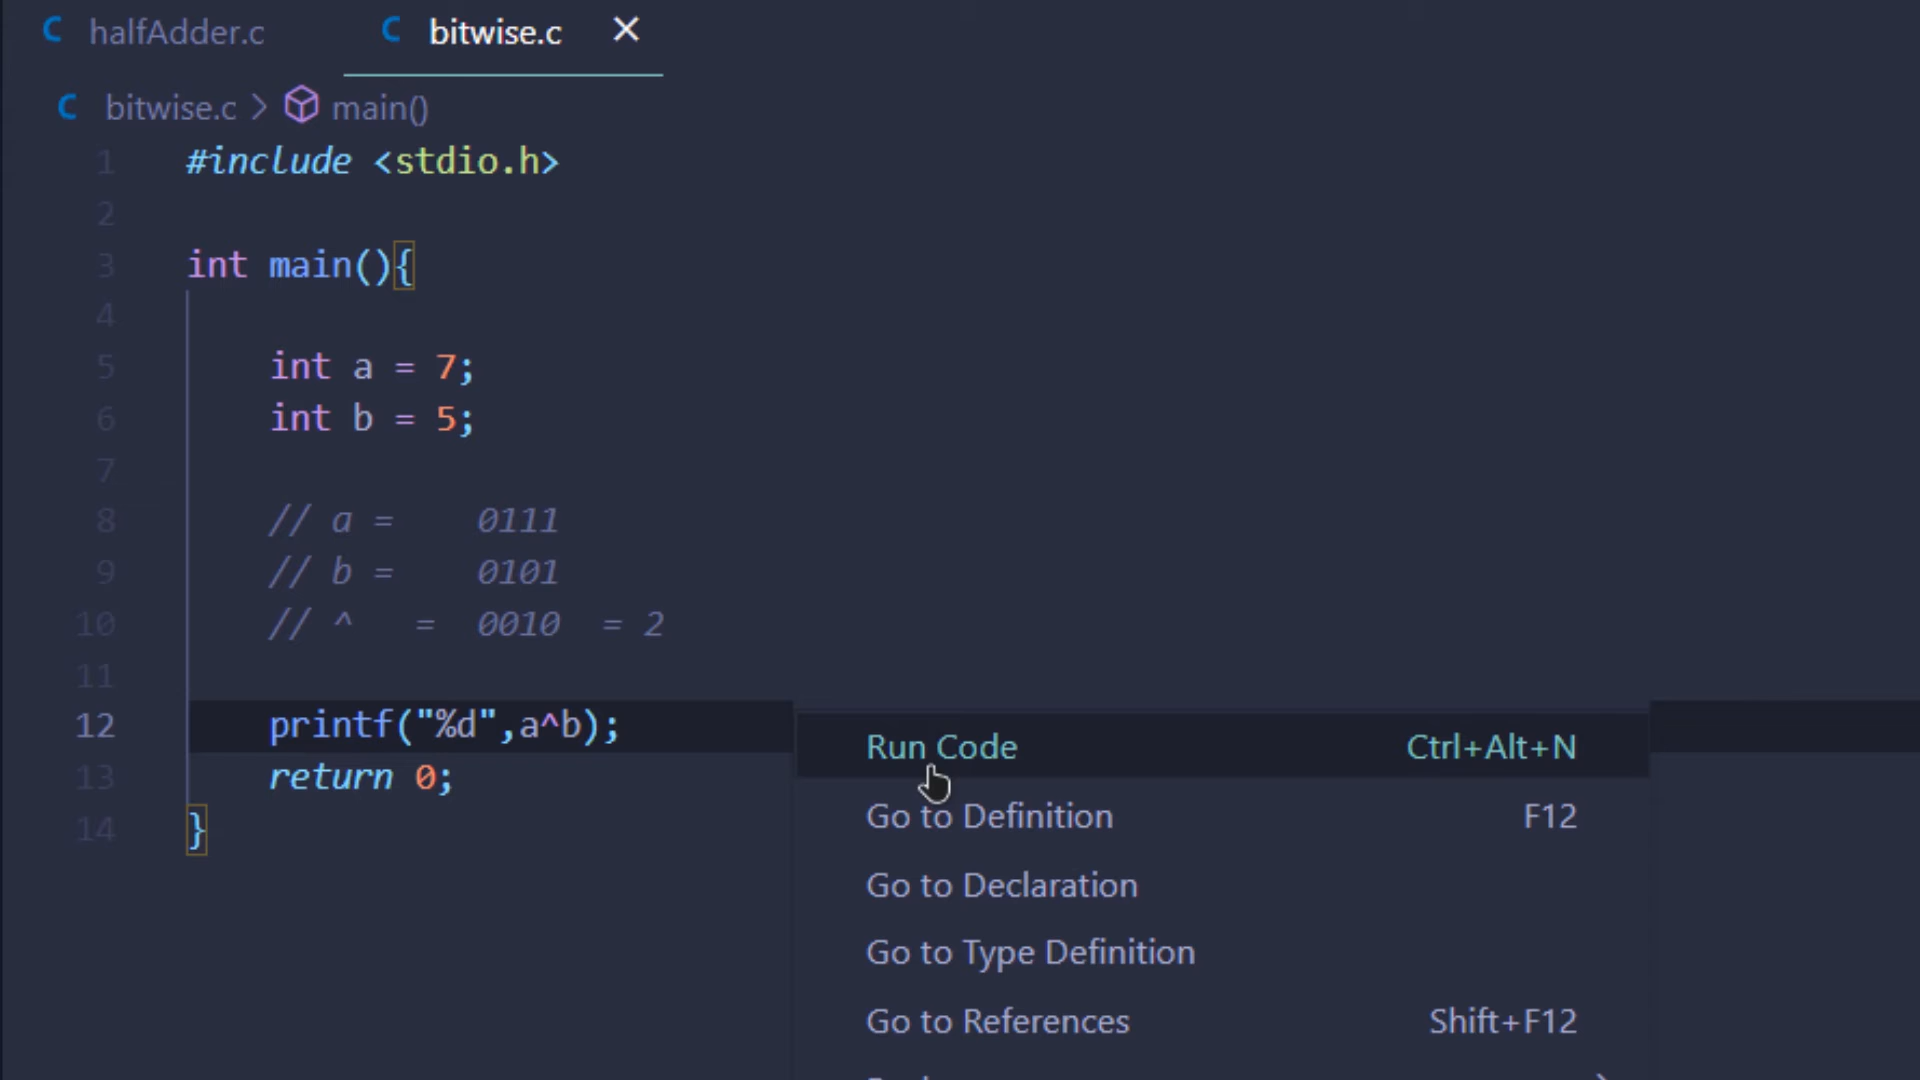 C halfAdder.c C bitwise.c ×
C bitwise.c > main()
1 #include <stdio.h>
2
3 int main(){
4
5 int a = 7;
6 int b = 5;
7
8 // a = 0111
9 // b = 0101
10 // ^ = 0010 = 2
11
12 printf("%d",a^b);
13 return 0;
14 }
Run Code Ctrl+Alt+N
Go to Definition F12
Go to Declaration
Go to Type Definition
Go to References Shift+F12